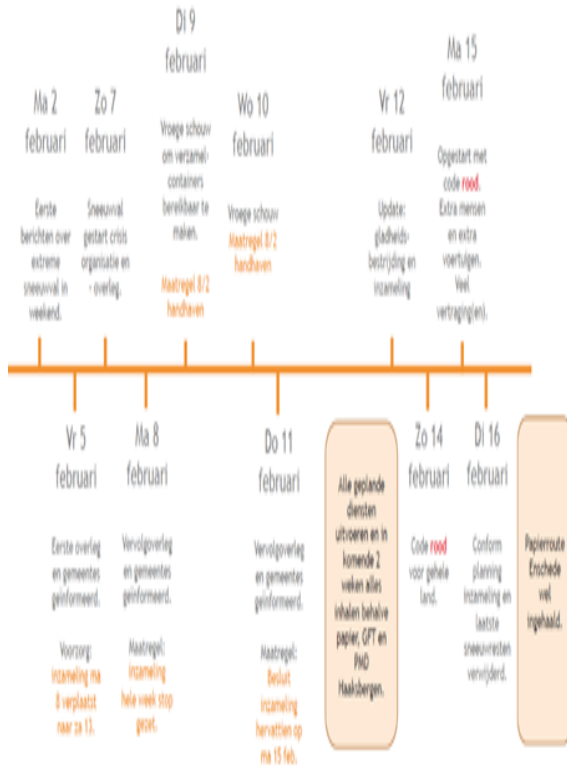 Ma 2
februari
Eerste
berichten over
extreme
sneeuwval in
weekend.
Zo 7
februari
Sneeuwval
gestart crisis
organisatie en
- overleg.
Di 9
februari
Vroege schouw
om verzamel-
containers
bereikbaar te
maken.
Maatregel 8/2
handhaven
Wo 10
februari
Vroege schouw
Maatregel 8/2
handhaven
Vr 12
februari
Update:
gladheids-
bestrijding en
inzameling
Ma 15
februari
Opgestart met
code rood.
Extra mensen
en extra
voertuigen.
Veel
vertraging(en).
Vr 5
februari
Eerste overleg
en gemeentes
geïnformeerd.
Voorzorg:
inzameling ma
8 verplaatst
naar za 13.
Ma 8
februari
Vervolgoverleg
en gemeentes
geïnformeerd.
Maatregel:
inzameling
hele week stop
gezet.
Do 11
februari
Vervolgoverleg
en gemeentes
geïnformeerd.
Maatregel:
Besluit
inzameling
hervattien op
ma 15 feb.
Alle geplande
diensten
uitvoeren en in
komende 2
weken alles
inhalen behalve
papier, GFT en
PMD
Haaksbergen.
Zo 14
februari
Code rood
voor gehele
land.
Di 16
februari
Conform
planning
inzameling en
laatste
sneeuwresten
verwijderd.
Papierroute
Enschede
wel
ingehaald.